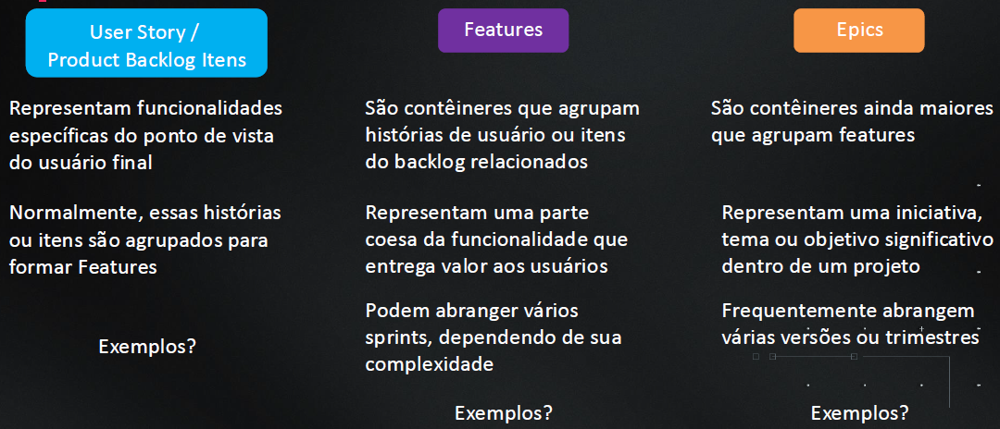 User Story /
Product Backlog Itens
Representam funcionalidades
específicas do ponto de vista
do usuário final
Normalmente, essas histórias
ou itens são agrupados para
formar Features
Exemplos?
Features
São contêineres que agrupam
histórias de usuário ou itens
do backlog relacionados
Representam uma parte
coesa da funcionalidade que
entrega valor aos usuários
Podem abranger vários
sprints, dependendo de sua
complexidade
Exemplos?
Epics
São contêineres ainda maiores
que agrupam features
Representam uma iniciativa,
tema ou objetivo significativo
dentro de um projeto
Frequentemente abrangem
várias versões ou trimestres
Exemplos?